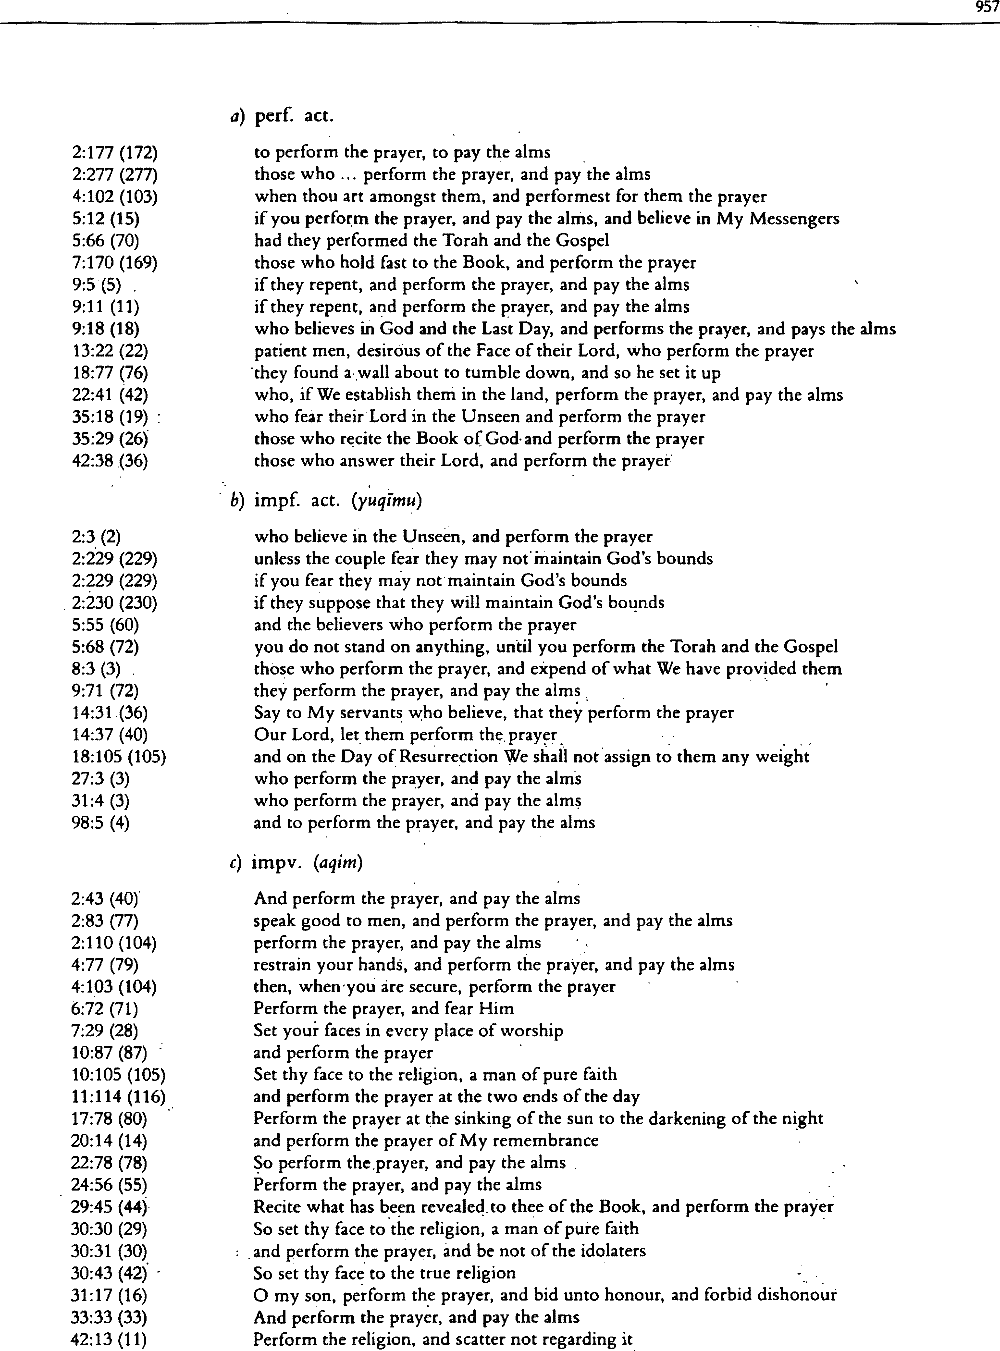 957
a) perf. act.
2:177 (172) to perform the prayer, to pay the alms
2:277 (277) those who ... perform the prayer, and pay the alms
4:102 (103) when thou art amongst them, and performest for them the prayer
5:12 (15) if you perform the prayer, and pay the alms, and believe in My Messengers
5:66 (70) had they performed the Torah and the Gospel
7:170 (169) those who hold fast to the Book, and perform the prayer
9:5 (5) if they repent, and perform the prayer, and pay the alms
9:11 (11) if they repent, and perform the prayer, and pay the alms
9:18 (18) who believes in God and the Last Day, and performs the prayer, and pays the alms
13:22 (22) patient men, desirous of the Face of their Lord, who perform the prayer
18:77 (76) they found a wall about to tumble down, and so he set it up
22:41 (42) who, if We establish them in the land, perform the prayer, and pay the alms
35:18 (19) who fear their Lord in the Unseen and perform the prayer
35:29 (26) those who recite the Book of God and perform the prayer
42:38 (36) those who answer their Lord, and perform the prayer
b) impf. act. (yuqīmu)
2:3 (2) who believe in the Unseen, and perform the prayer
2:229 (229) unless the couple fear they may not maintain God's bounds
2:229 (229) if you fear they may not maintain God's bounds
2:230 (230) if they suppose that they will maintain God's bounds
5:55 (60) and the believers who perform the prayer
5:68 (72) you do not stand on anything, until you perform the Torah and the Gospel
8:3 (3) those who perform the prayer, and expend of what We have provided them
9:71 (72) they perform the prayer, and pay the alms
14:31 (36) Say to My servants who believe, that they perform the prayer
14:37 (40) Our Lord, let them perform the prayer
18:105 (105) and on the Day of Resurrection We shall not assign to them any weight
27:3 (3) who perform the prayer, and pay the alms
31:4 (3) who perform the prayer, and pay the alms
98:5 (4) and to perform the prayer, and pay the alms
c) impv. (aqim)
2:43 (40) And perform the prayer, and pay the alms
2:83 (77) speak good to men, and perform the prayer, and pay the alms
2:110 (104) perform the prayer, and pay the alms
4:77 (79) restrain your hands, and perform the prayer, and pay the alms
4:103 (104) then, when you are secure, perform the prayer
6:72 (71) Perform the prayer, and fear Him
7:29 (28) Set your faces in every place of worship
10:87 (87) and perform the prayer
10:105 (105) Set thy face to the religion, a man of pure faith
11:114 (116) and perform the prayer at the two ends of the day
17:78 (80) Perform the prayer at the sinking of the sun to the darkening of the night
20:14 (14) and perform the prayer of My remembrance
22:78 (78) So perform the prayer, and pay the alms
24:56 (55) Perform the prayer, and pay the alms
29:45 (44) Recite what has been revealed to thee of the Book, and perform the prayer
30:30 (29) So set thy face to the religion, a man of pure faith
30:31 (30) and perform the prayer, and be not of the idolaters
30:43 (42) So set thy face to the true religion
31:17 (16) O my son, perform the prayer, and bid unto honour, and forbid dishonour
33:33 (33) And perform the prayer, and pay the alms
42:13 (11) Perform the religion, and scatter not regarding it